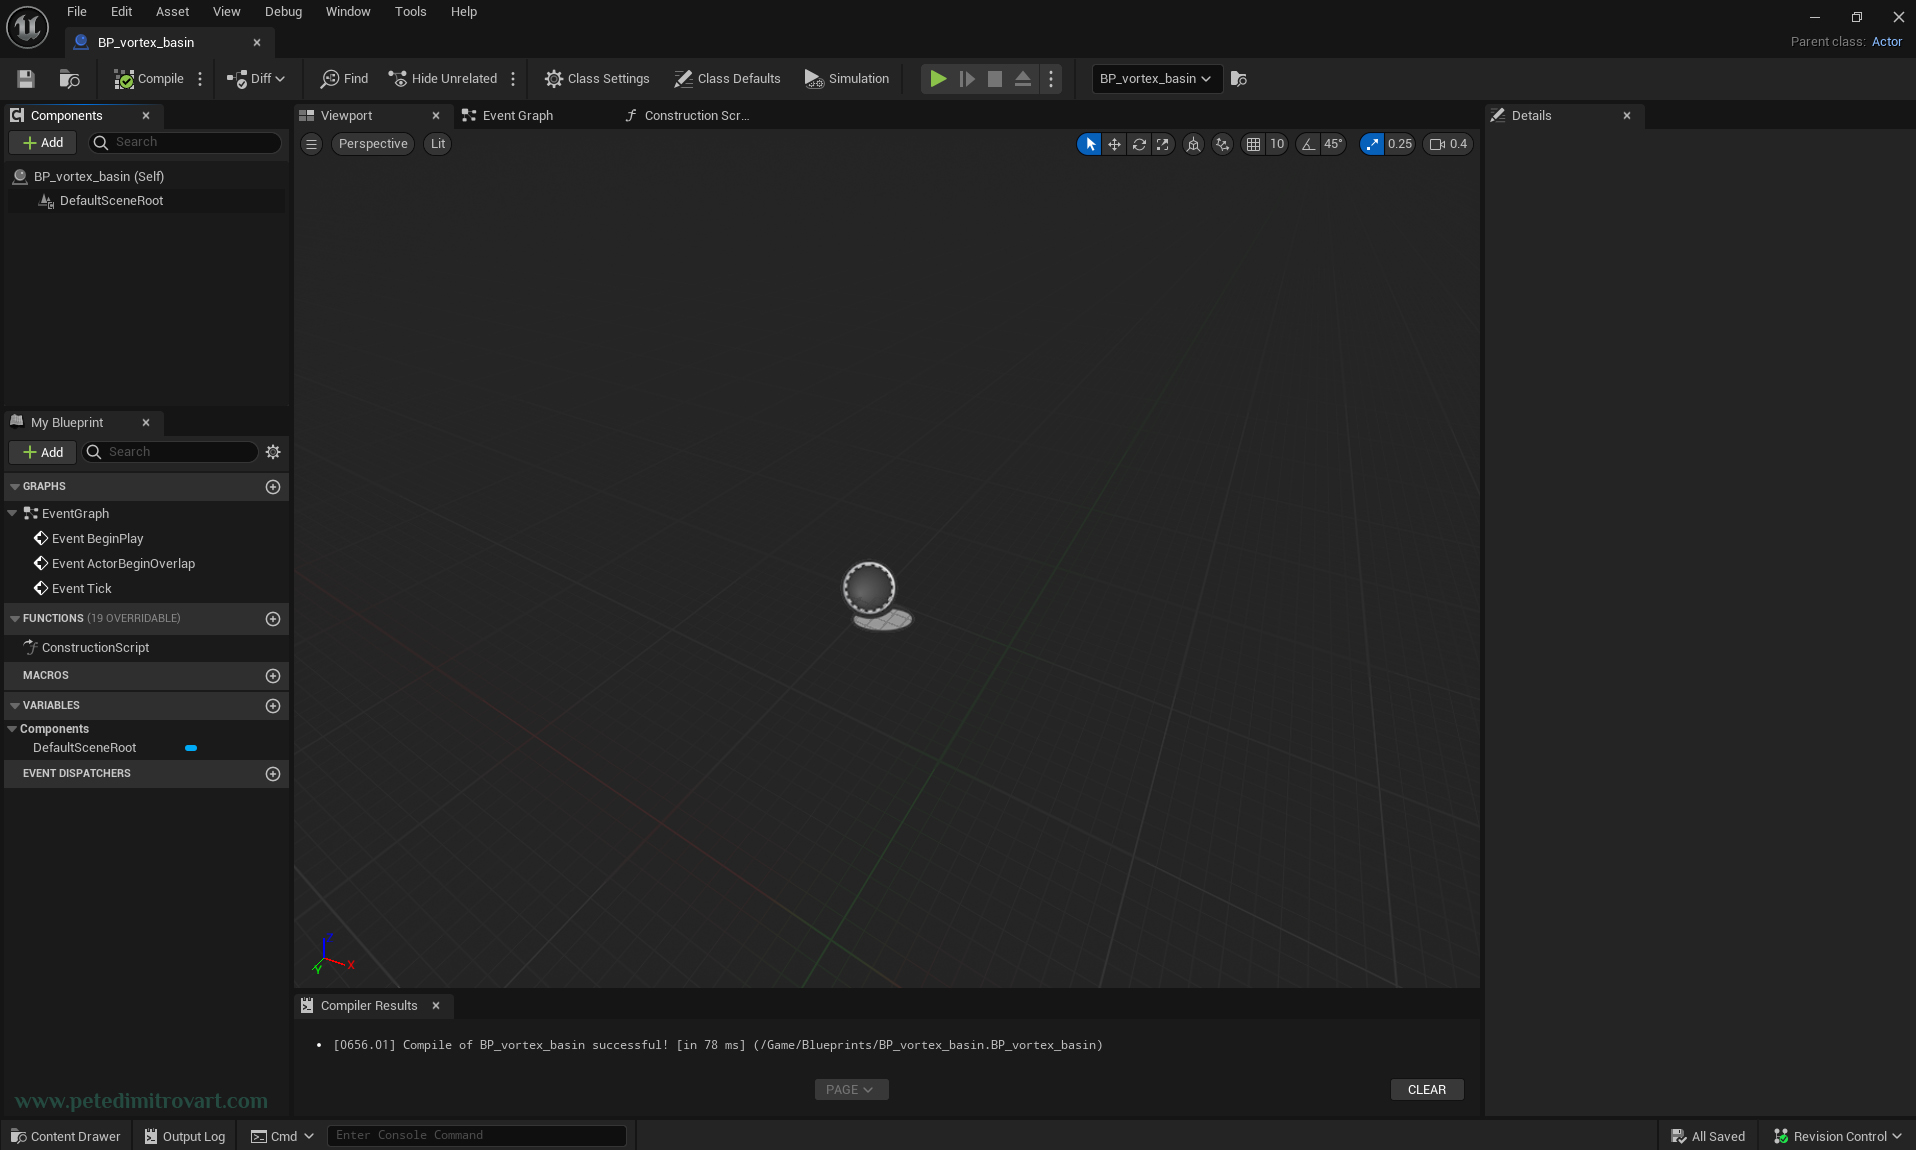 File Edit Asset View Debug Window Tools Help
BP_vortex_basin
Parent class: Actor
Compile Diff Find Hide Unrelated Class Settings Class Defaults Simulation BP_vortex_basin
Components
Add Search
BP_vortex_basin (Self)
DefaultSceneRoot
Viewport Event Graph Construction Scr...
Perspective Lit 10 45° 0.25 0.4
Details
My Blueprint
Add Search
GRAPHS
EventGraph
Event BeginPlay
Event ActorBeginOverlap
Event Tick
FUNCTIONS (19 OVERRIDABLE)
ConstructionScript
MACROS
VARIABLES
Components
DefaultSceneRoot
EVENT DISPATCHERS
Z
X
Y
Compiler Results
[0656.01] Compile of BP_vortex_basin successful! [in 78 ms] (/Game/Blueprints/BP_vortex_basin.BP_vortex_basin)
PAGE CLEAR
www.petedimitrovart.com
Content Drawer Output Log Cmd Enter Console Command All Saved Revision Control